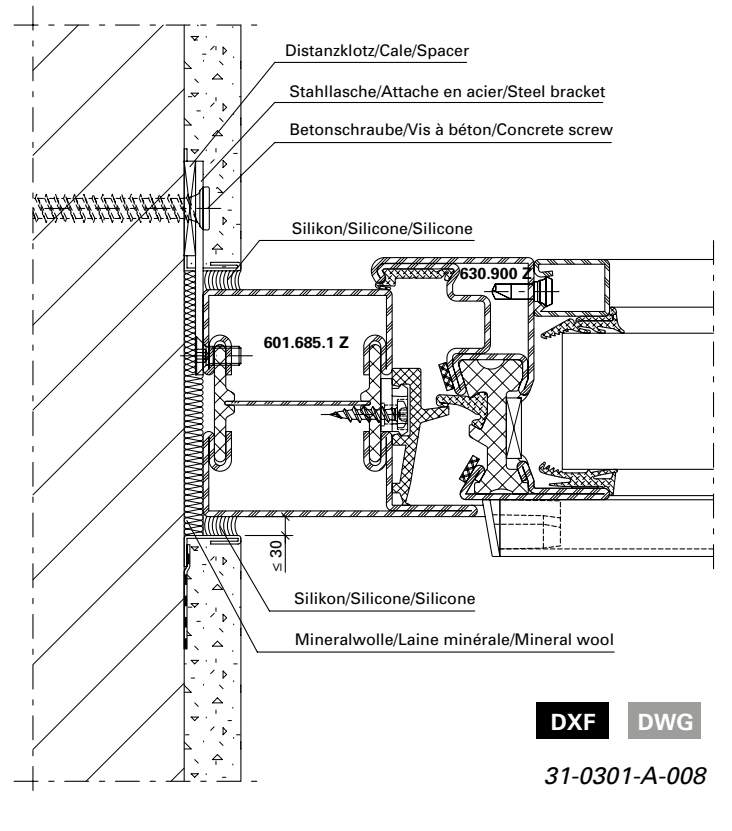 Distanzklotz/Cale/Spacer
Stahllasche/Attache en acier/Steel bracket
Betonschraube/Vis à béton/Concrete screw
Silikon/Silicone/Silicone
630.900 Z
601.685.1 Z
≤ 30
Silikon/Silicone/Silicone
Mineralwolle/Laine minérale/Mineral wool
DXF DWG
31-0301-A-008